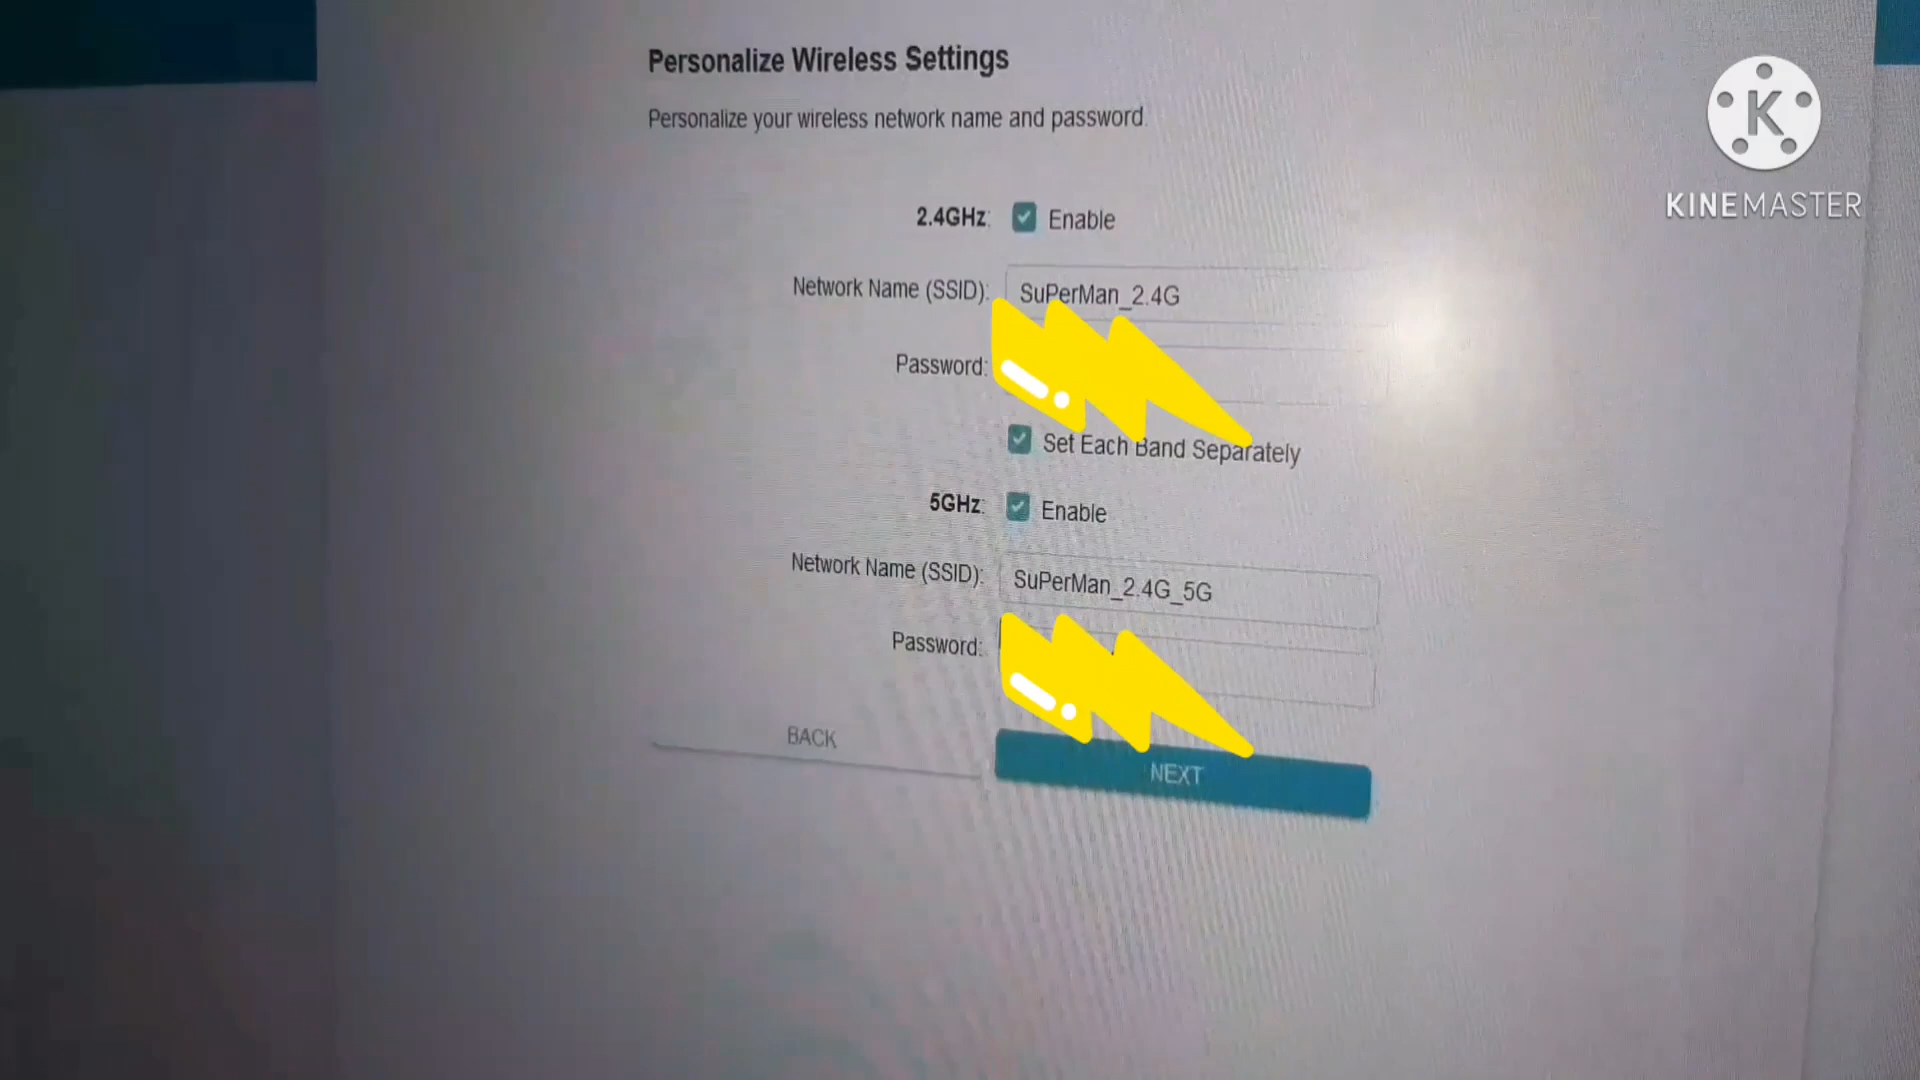 Personalize Wireless Settings
Personalize your wireless network name and password.
K
KINEMASTER
2.4GHz: Enable
Network Name (SSID): SuPerMan_2.4G
Password:
Set Each Band Separately
5GHz: Enable
Network Name (SSID): SuPerMan_2.4G_5G
Password:
BACK
NEXT